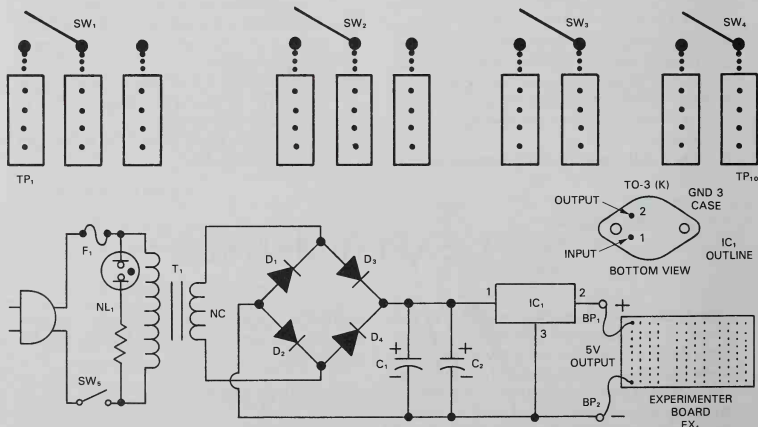 SW1
SW2
SW3
SW4
TP1
TP10
TO-3 (K)
OUTPUT
2
GND 3
CASE
INPUT
1
IC1
OUTLINE
BOTTOM VIEW
F1
NL1
SW5
T1
NC
D1
D3
D2
D4
+
C1
−
+
C2
−
1
IC1
2
3
+
BP1
5V
OUTPUT
BP2
−
EXPERIMENTER
BOARD
EX1